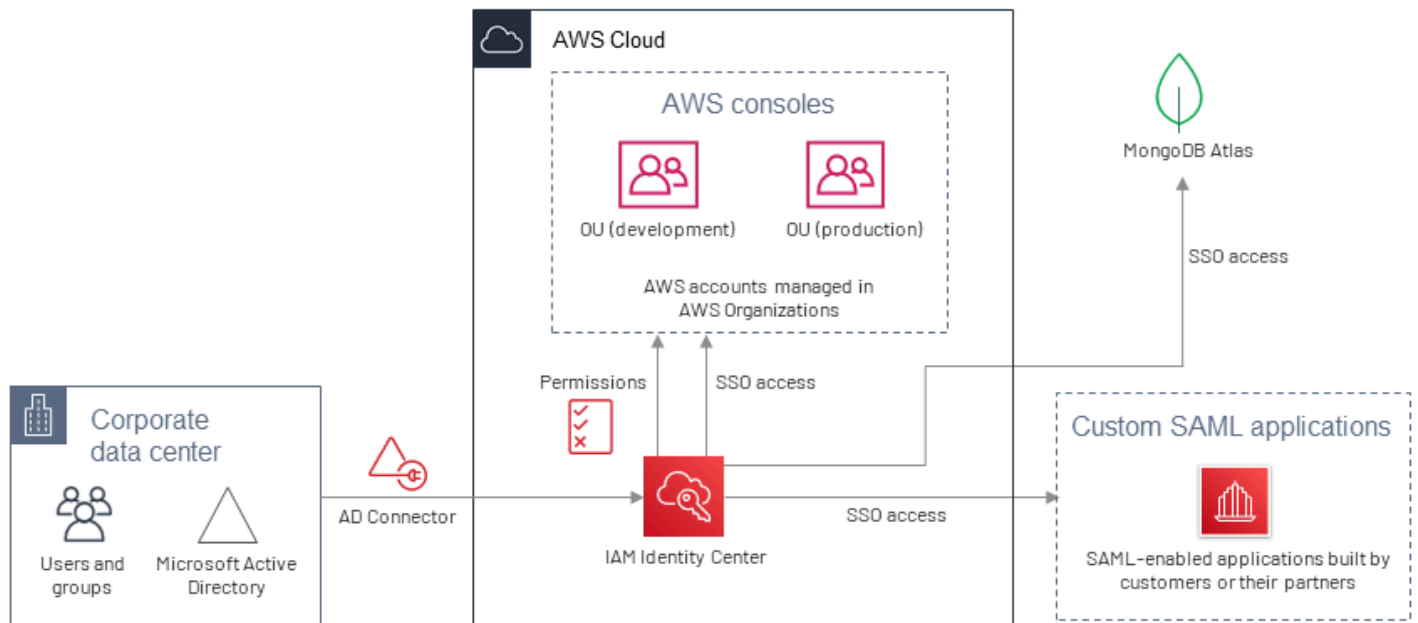 AWS Cloud
AWS consoles
OU (development)
OU (production)
AWS accounts managed in
AWS Organizations
MongoDB Atlas
SSO access
Permissions
SSO access
Corporate
data center
Users and
groups
Microsoft Active
Directory
AD Connector
IAM Identity Center
SSO access
Custom SAML applications
SAML-enabled applications built by
customers or their partners